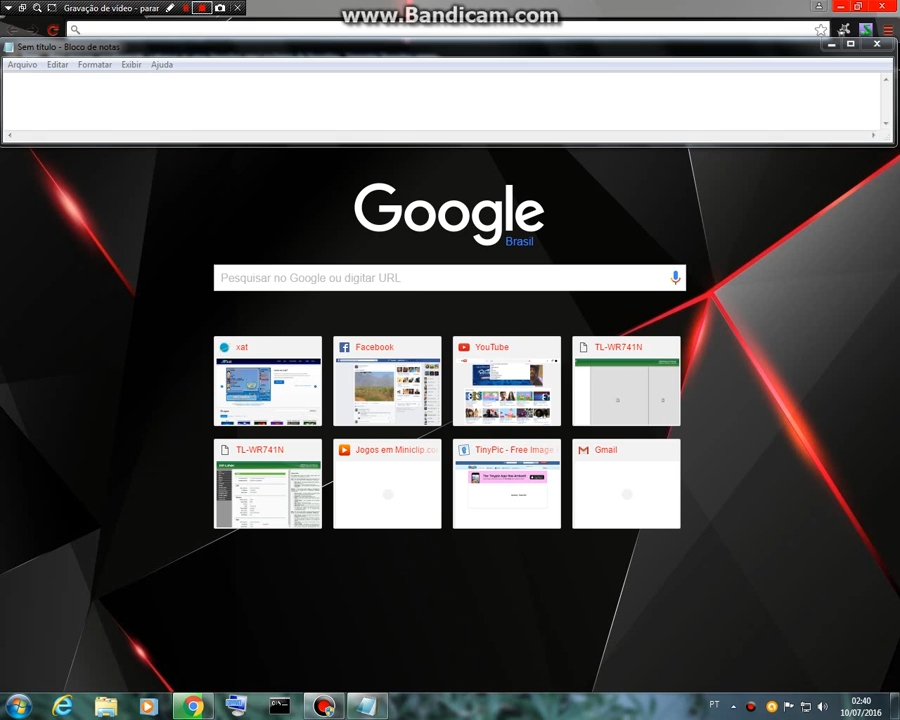 www.Bandicam.com
Gravação de vídeo - parar
Sem título - Bloco de notas
Arquivo Editar Formatar Exibir Ajuda
Google
Brasil
Pesquisar no Google ou digitar URL
xat
Facebook
YouTube
TL-WR741N
TL-WR741N
Jogos em Miniclip.co
TinyPic - Free Image
Gmail
PT
02:40
10/07/2016